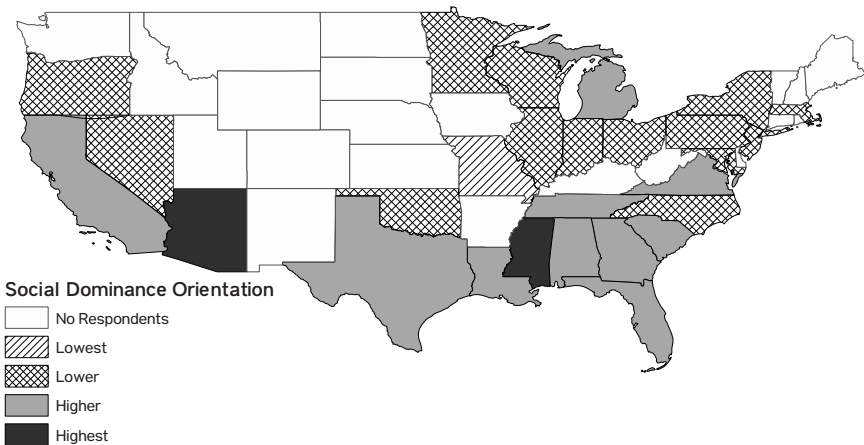 Social Dominance Orientation
No Respondents
Lowest
Lower
Higher
Highest